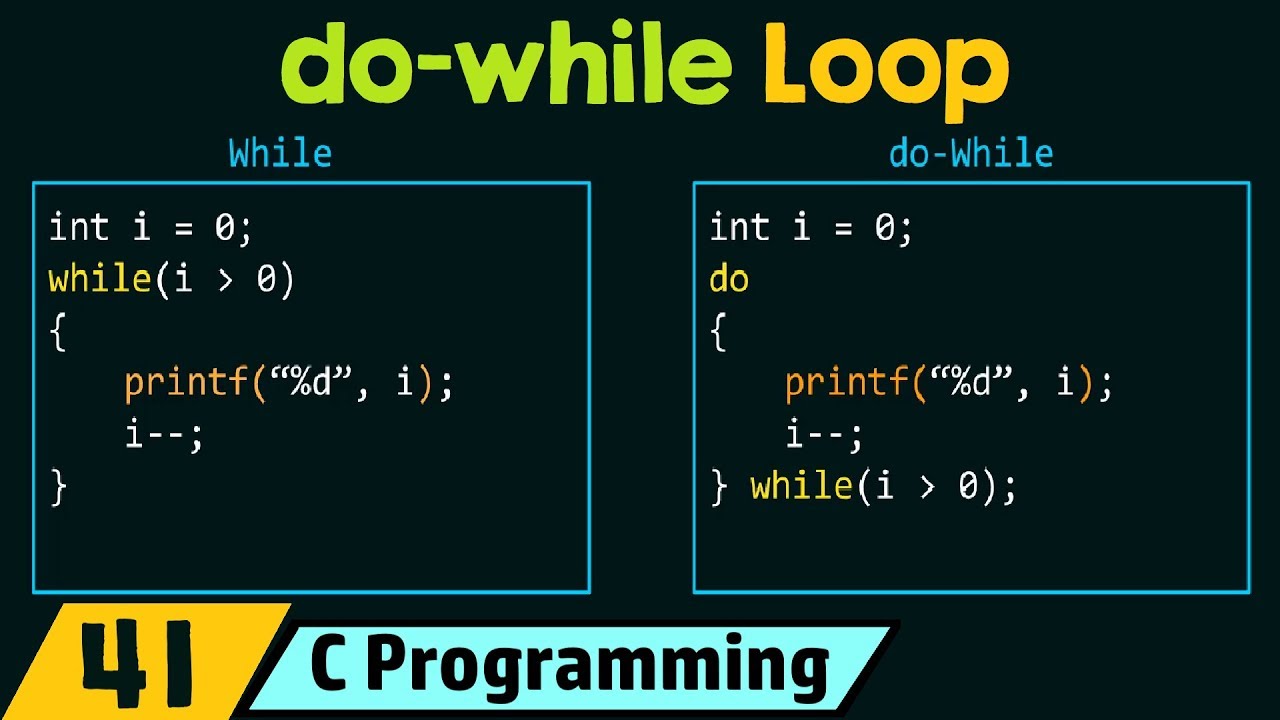 do-while Loop
While
int i = 0;
while(i > 0)
{
    printf(“%d”, i);
    i--;
}
do-While
int i = 0;
do
{
    printf(“%d”, i);
    i--;
} while(i > 0);
41
C Programming